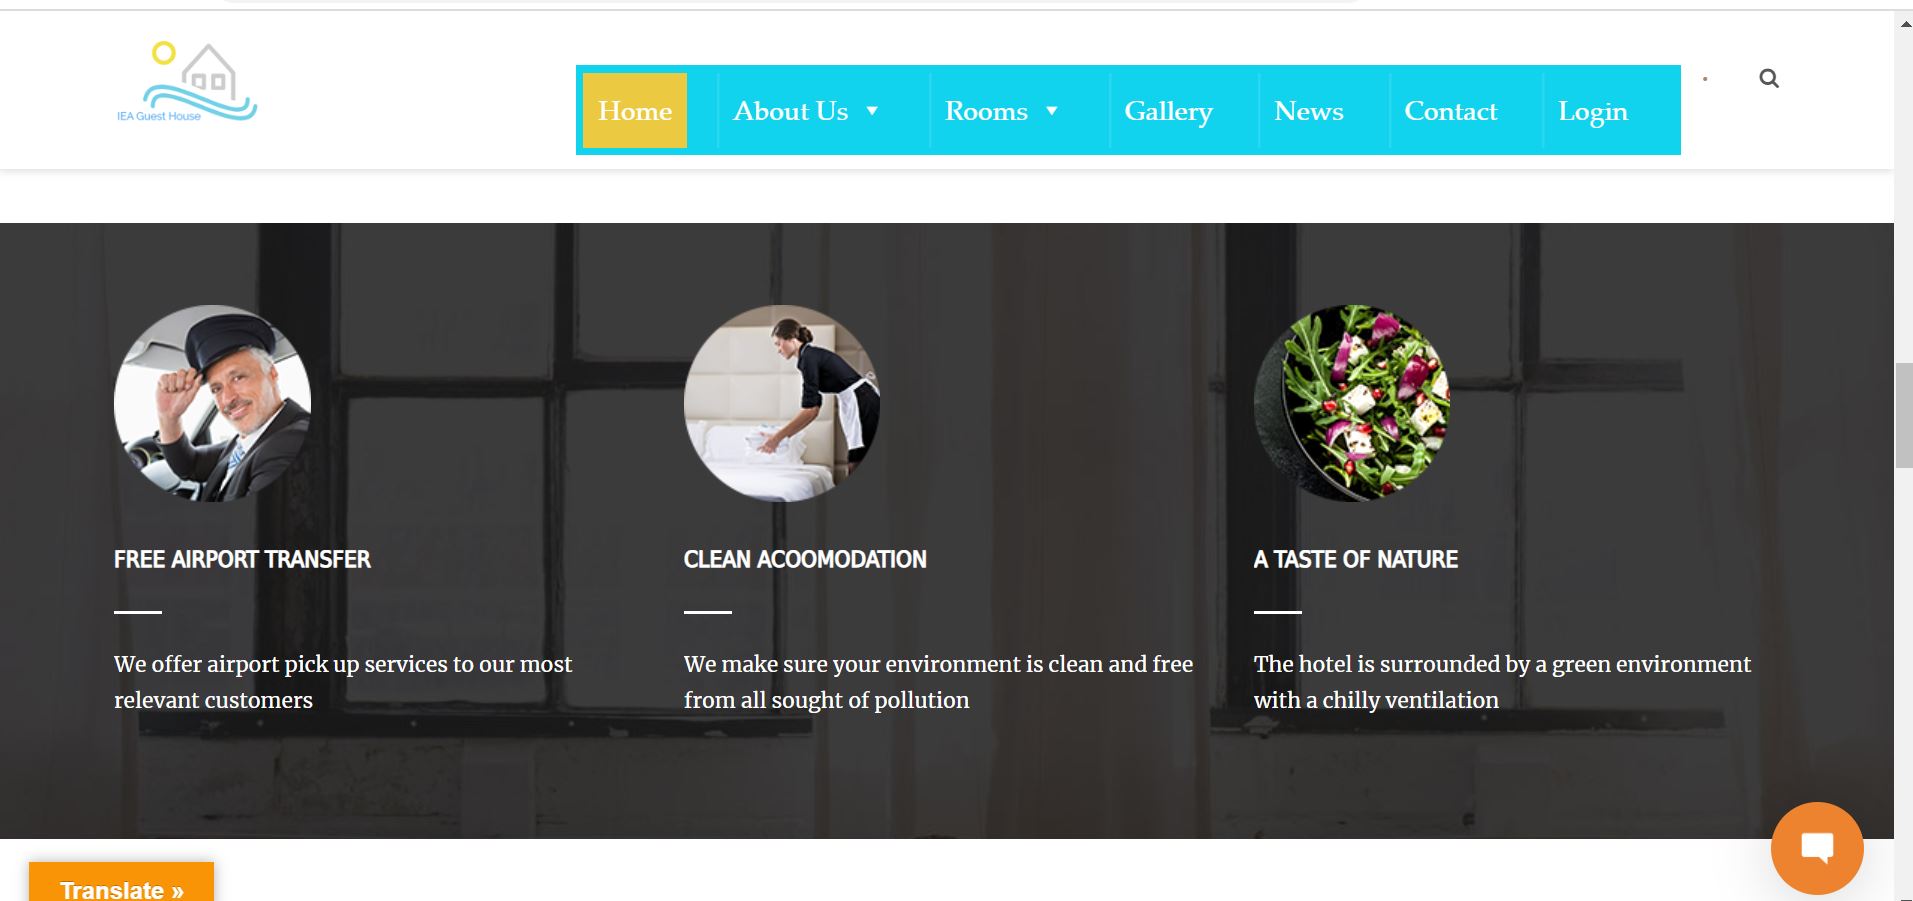 IEA Guest House
Home About Us Rooms Gallery News Contact Login
FREE AIRPORT TRANSFER
We offer airport pick up services to our most
relevant customers
CLEAN ACOOMODATION
We make sure your environment is clean and free
from all sought of pollution
A TASTE OF NATURE
The hotel is surrounded by a green environment
with a chilly ventilation
Translate »